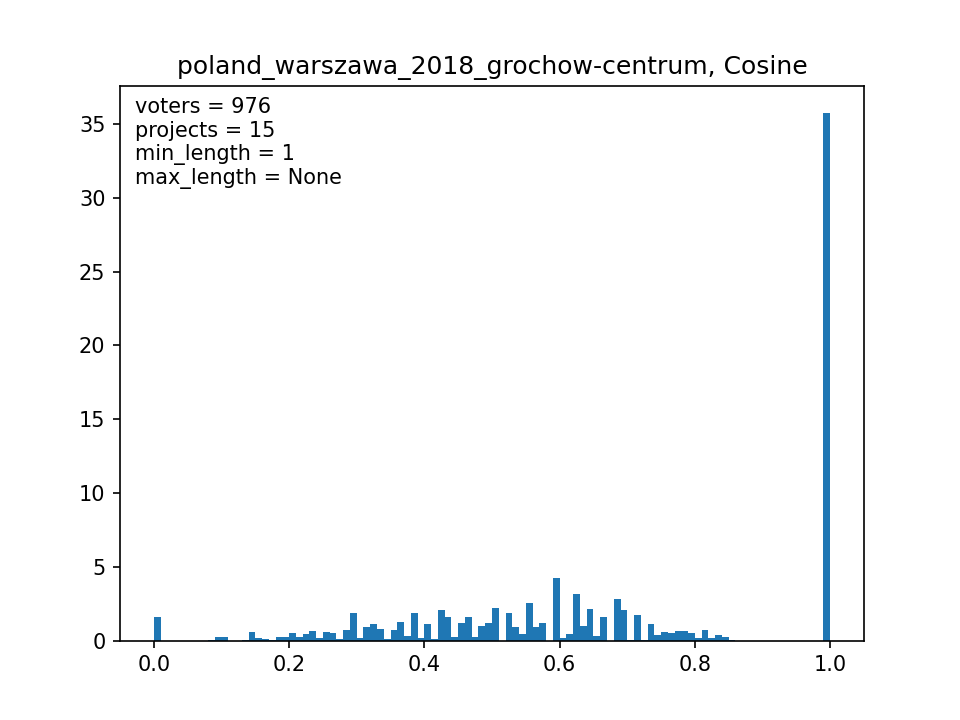 poland_warszawa_2018_grochow-centrum, Cosine
voters = 976
projects = 15
min_length = 1
max_length = None
35
30
25
20
15
10
5
0
0.0 0.2 0.4 0.6 0.8 1.0